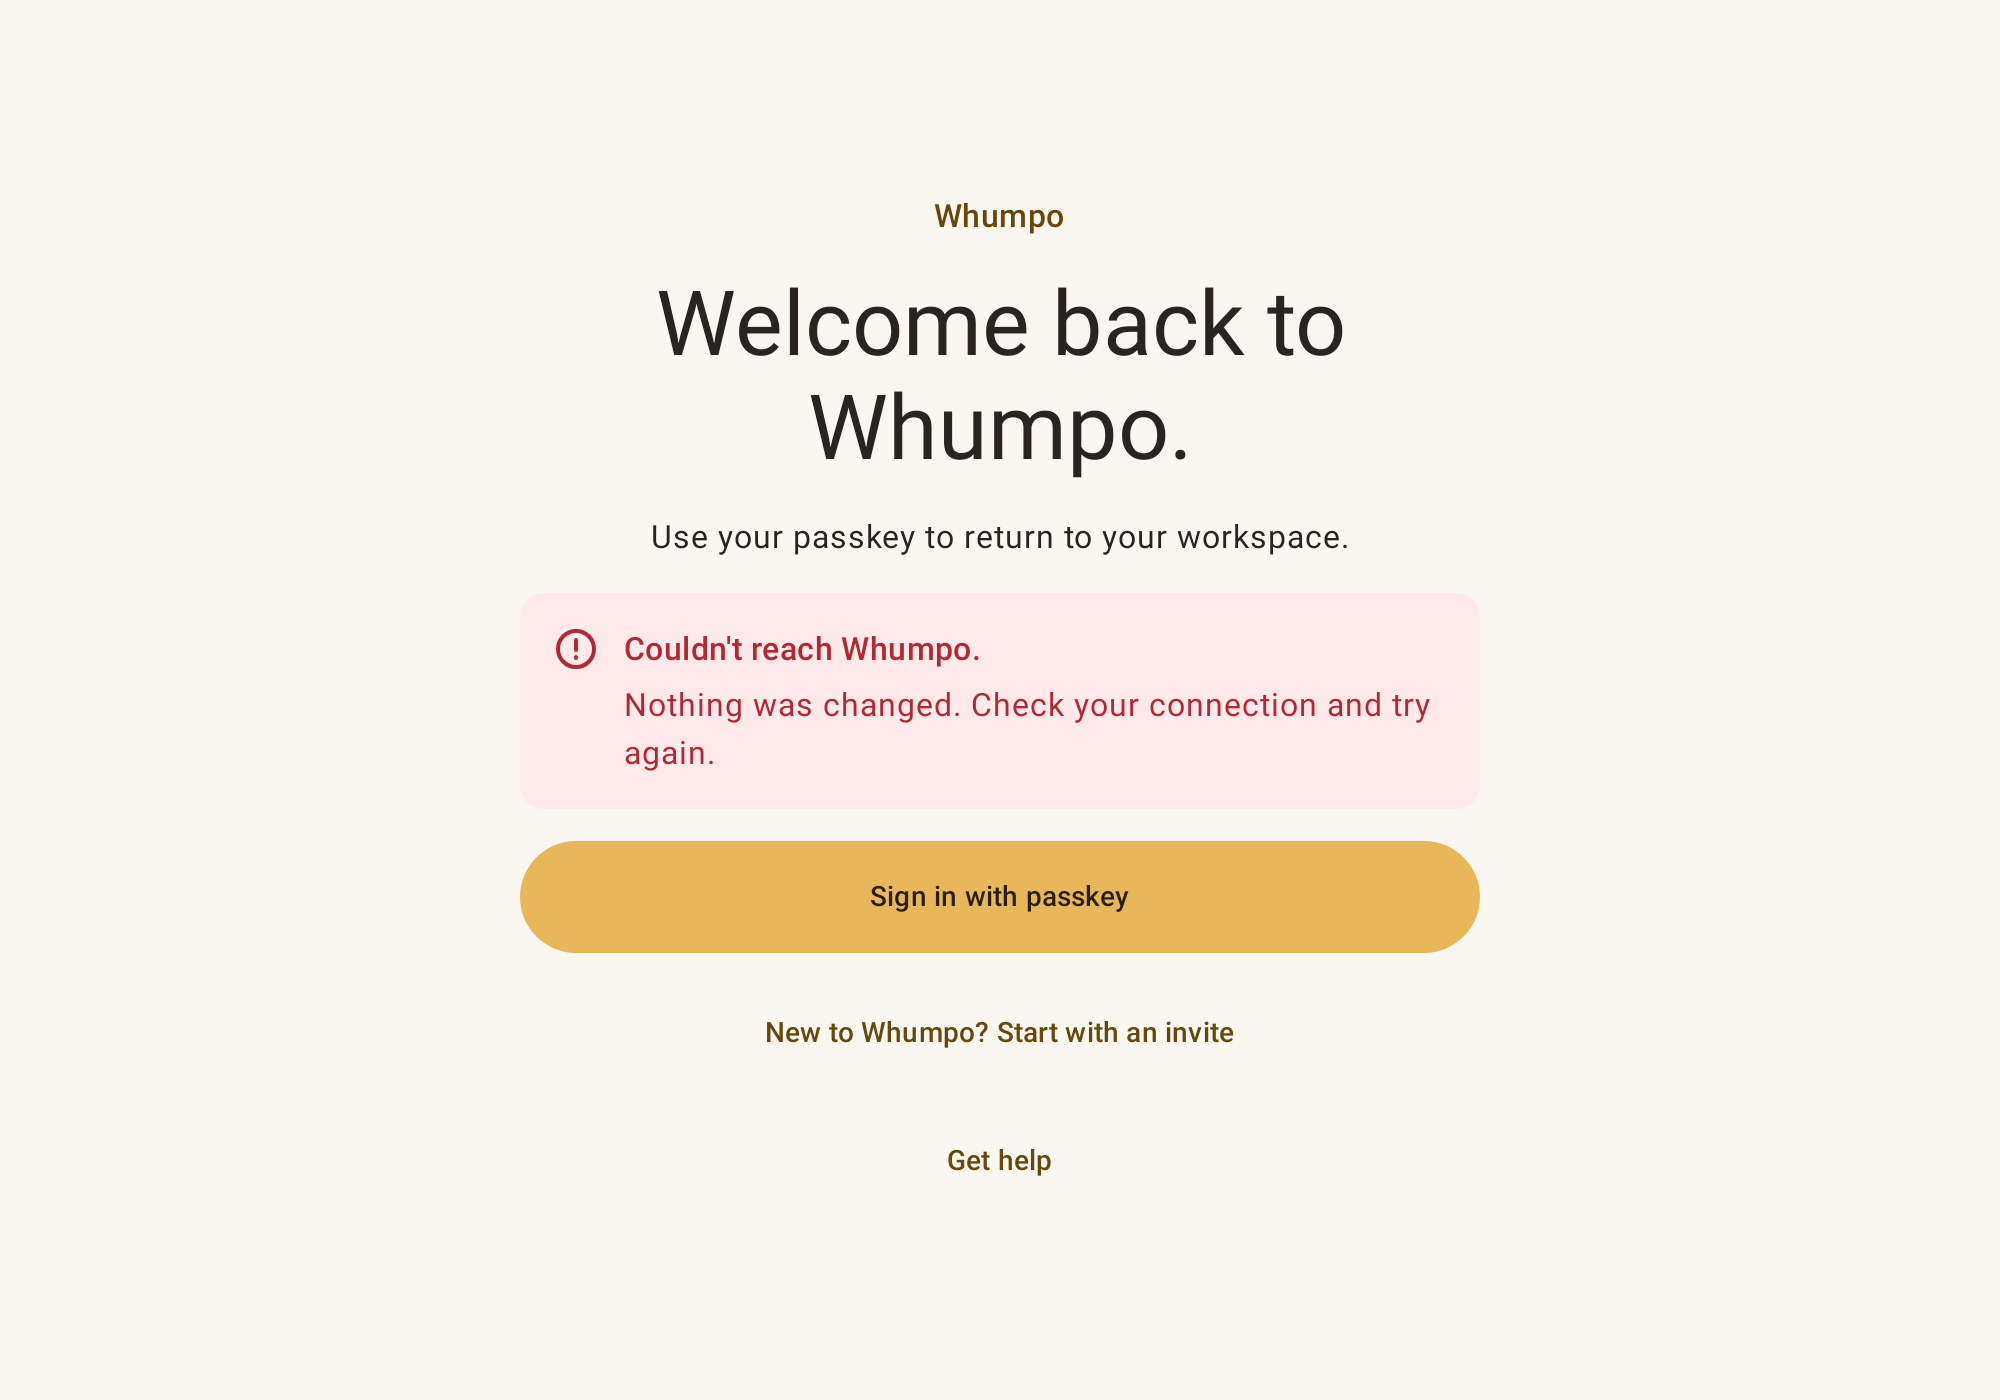 Whumpo
Welcome back to
Whumpo.
Use your passkey to return to your workspace.
Couldn't reach Whumpo.
Nothing was changed. Check your connection and try
again.
Sign in with passkey
New to Whumpo? Start with an invite
Get help